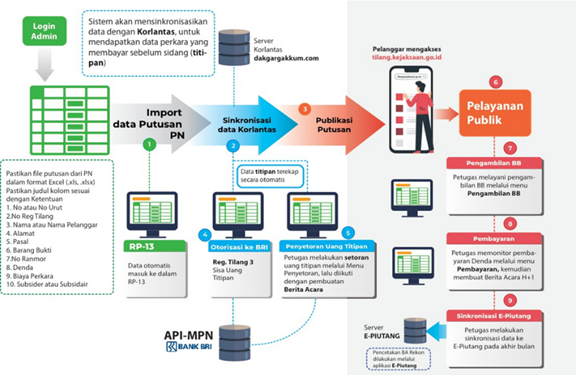 Login
Admin
Sistem akan mensinkronisasikan
data dengan Korlantas, untuk
mendapatkan data perkara yang
membayar sebelum sidang (titi-
pan)
Server
Korlantas
dakgargakkum.com
Pelanggar mengakses
tilang.kejaksaan.go.id
Import
data Putusan
PN
Sinkronisasi
data Korlantas
3
Publikasi
Putusan
6
Pelayanan
Publik
1
2
Data titipan terekap
secara otomatis
Pastikan file putusan dari PN
dalam format Excel (.xls, .xlsx)
Pastikan judul kolom sesuai
dengan Ketentuan
1. No atau No Urut
2.No Reg Tilang
3. Nama atau Nama Pelanggar
4. Alamat
5. Pasal
6. Barang Bukti
7.No Ranmor
8. Denda
9. Biaya Perkara
10. Subsider atau Subsidair
RP-13
Data otomatis
masuk ke dalam
RP-13
4
Otorisasi ke BRI
Reg. Tilang 3
Sisa Uang
Titipan
5
Penyetoran Uang Titipan
Petugas melakukan setoran
uang titipan melalui Menu
Penyetoran, lalu diikuti
dengan pembuatan
Berita Acara
API-MPN
BANK BRI
7
Pengambilan BB
Petugas melayani pengam-
bilan BB melalui menu
Pengambilan BB
8
Pembayaran
Petugas memonitor pemba-
yaran Denda melalui menu
Pembayaran, kemudian
membuat Berita Acara H+1
9
Sinkronisasi E-Piutang
Petugas melakukan
sinkronisasi data ke
E-Piutang pada akhir bulan
Server
E-PIUTANG
Pencetakan BA Rekon
dilakukan melalui
aplikasi E-Piutang